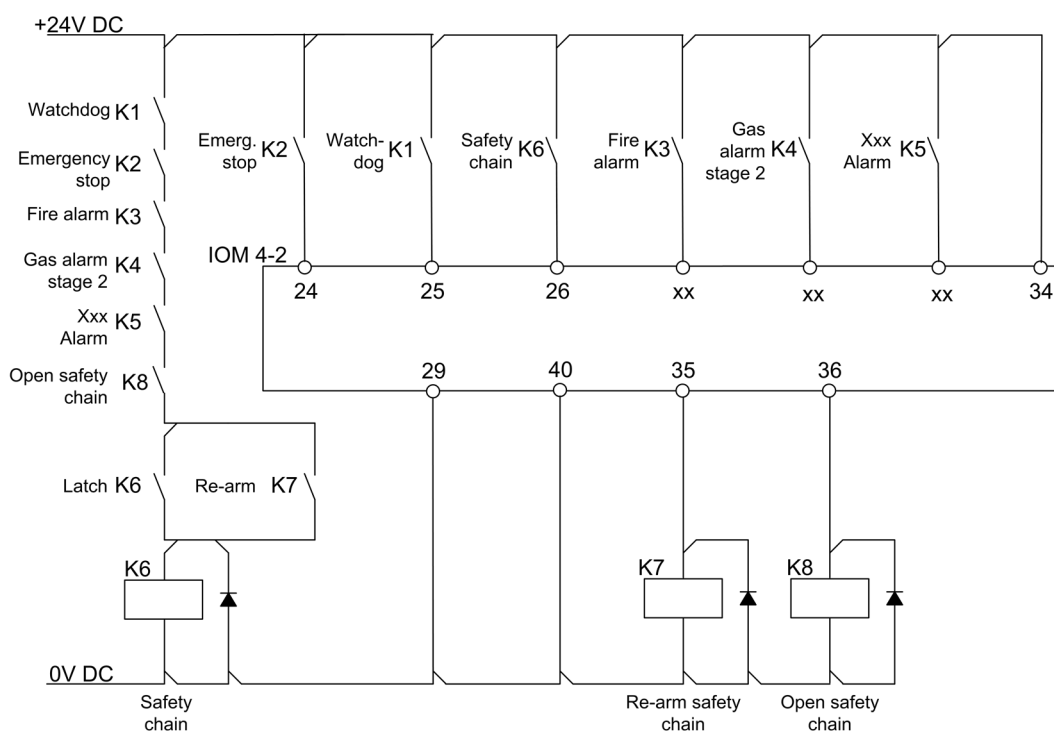 +24V DC
Watchdog K1
Emergency K2
stop
Fire alarm K3
Gas alarm K4
stage 2
Xxx K5
Alarm
Open safety K8
chain
Latch K6
Re-arm K7
K6
0V DC
Safety
chain
Emerg. K2
stop
Watch- K1
dog
Safety K6
chain
Fire K3
alarm
Gas
alarm K4
stage 2
Xxx K5
Alarm
IOM 4-2
24 25 26 xx xx xx 34
29 40 35 36
K7
K8
Re-arm safety
chain
Open safety
chain